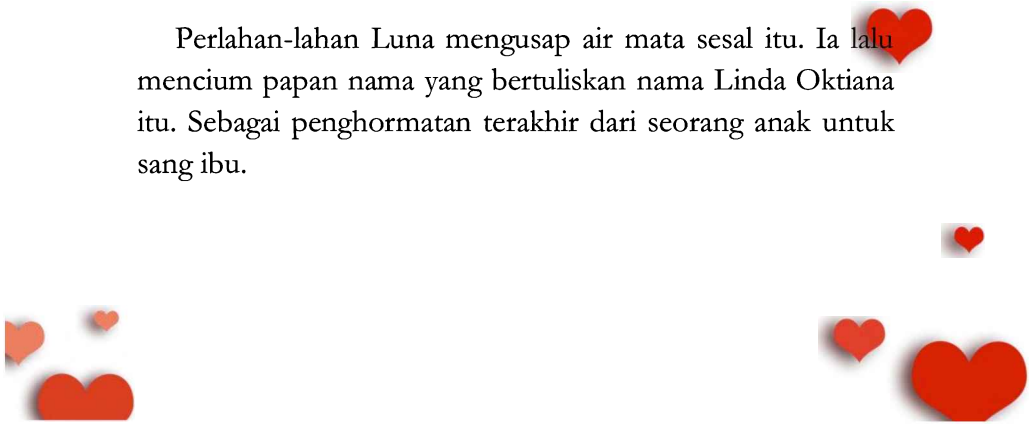 Perlahan-lahan Luna mengusap air mata sesal itu. Ia lalu
mencium papan nama yang bertuliskan nama Linda Oktiana
itu. Sebagai penghormatan terakhir dari seorang anak untuk
sang ibu.